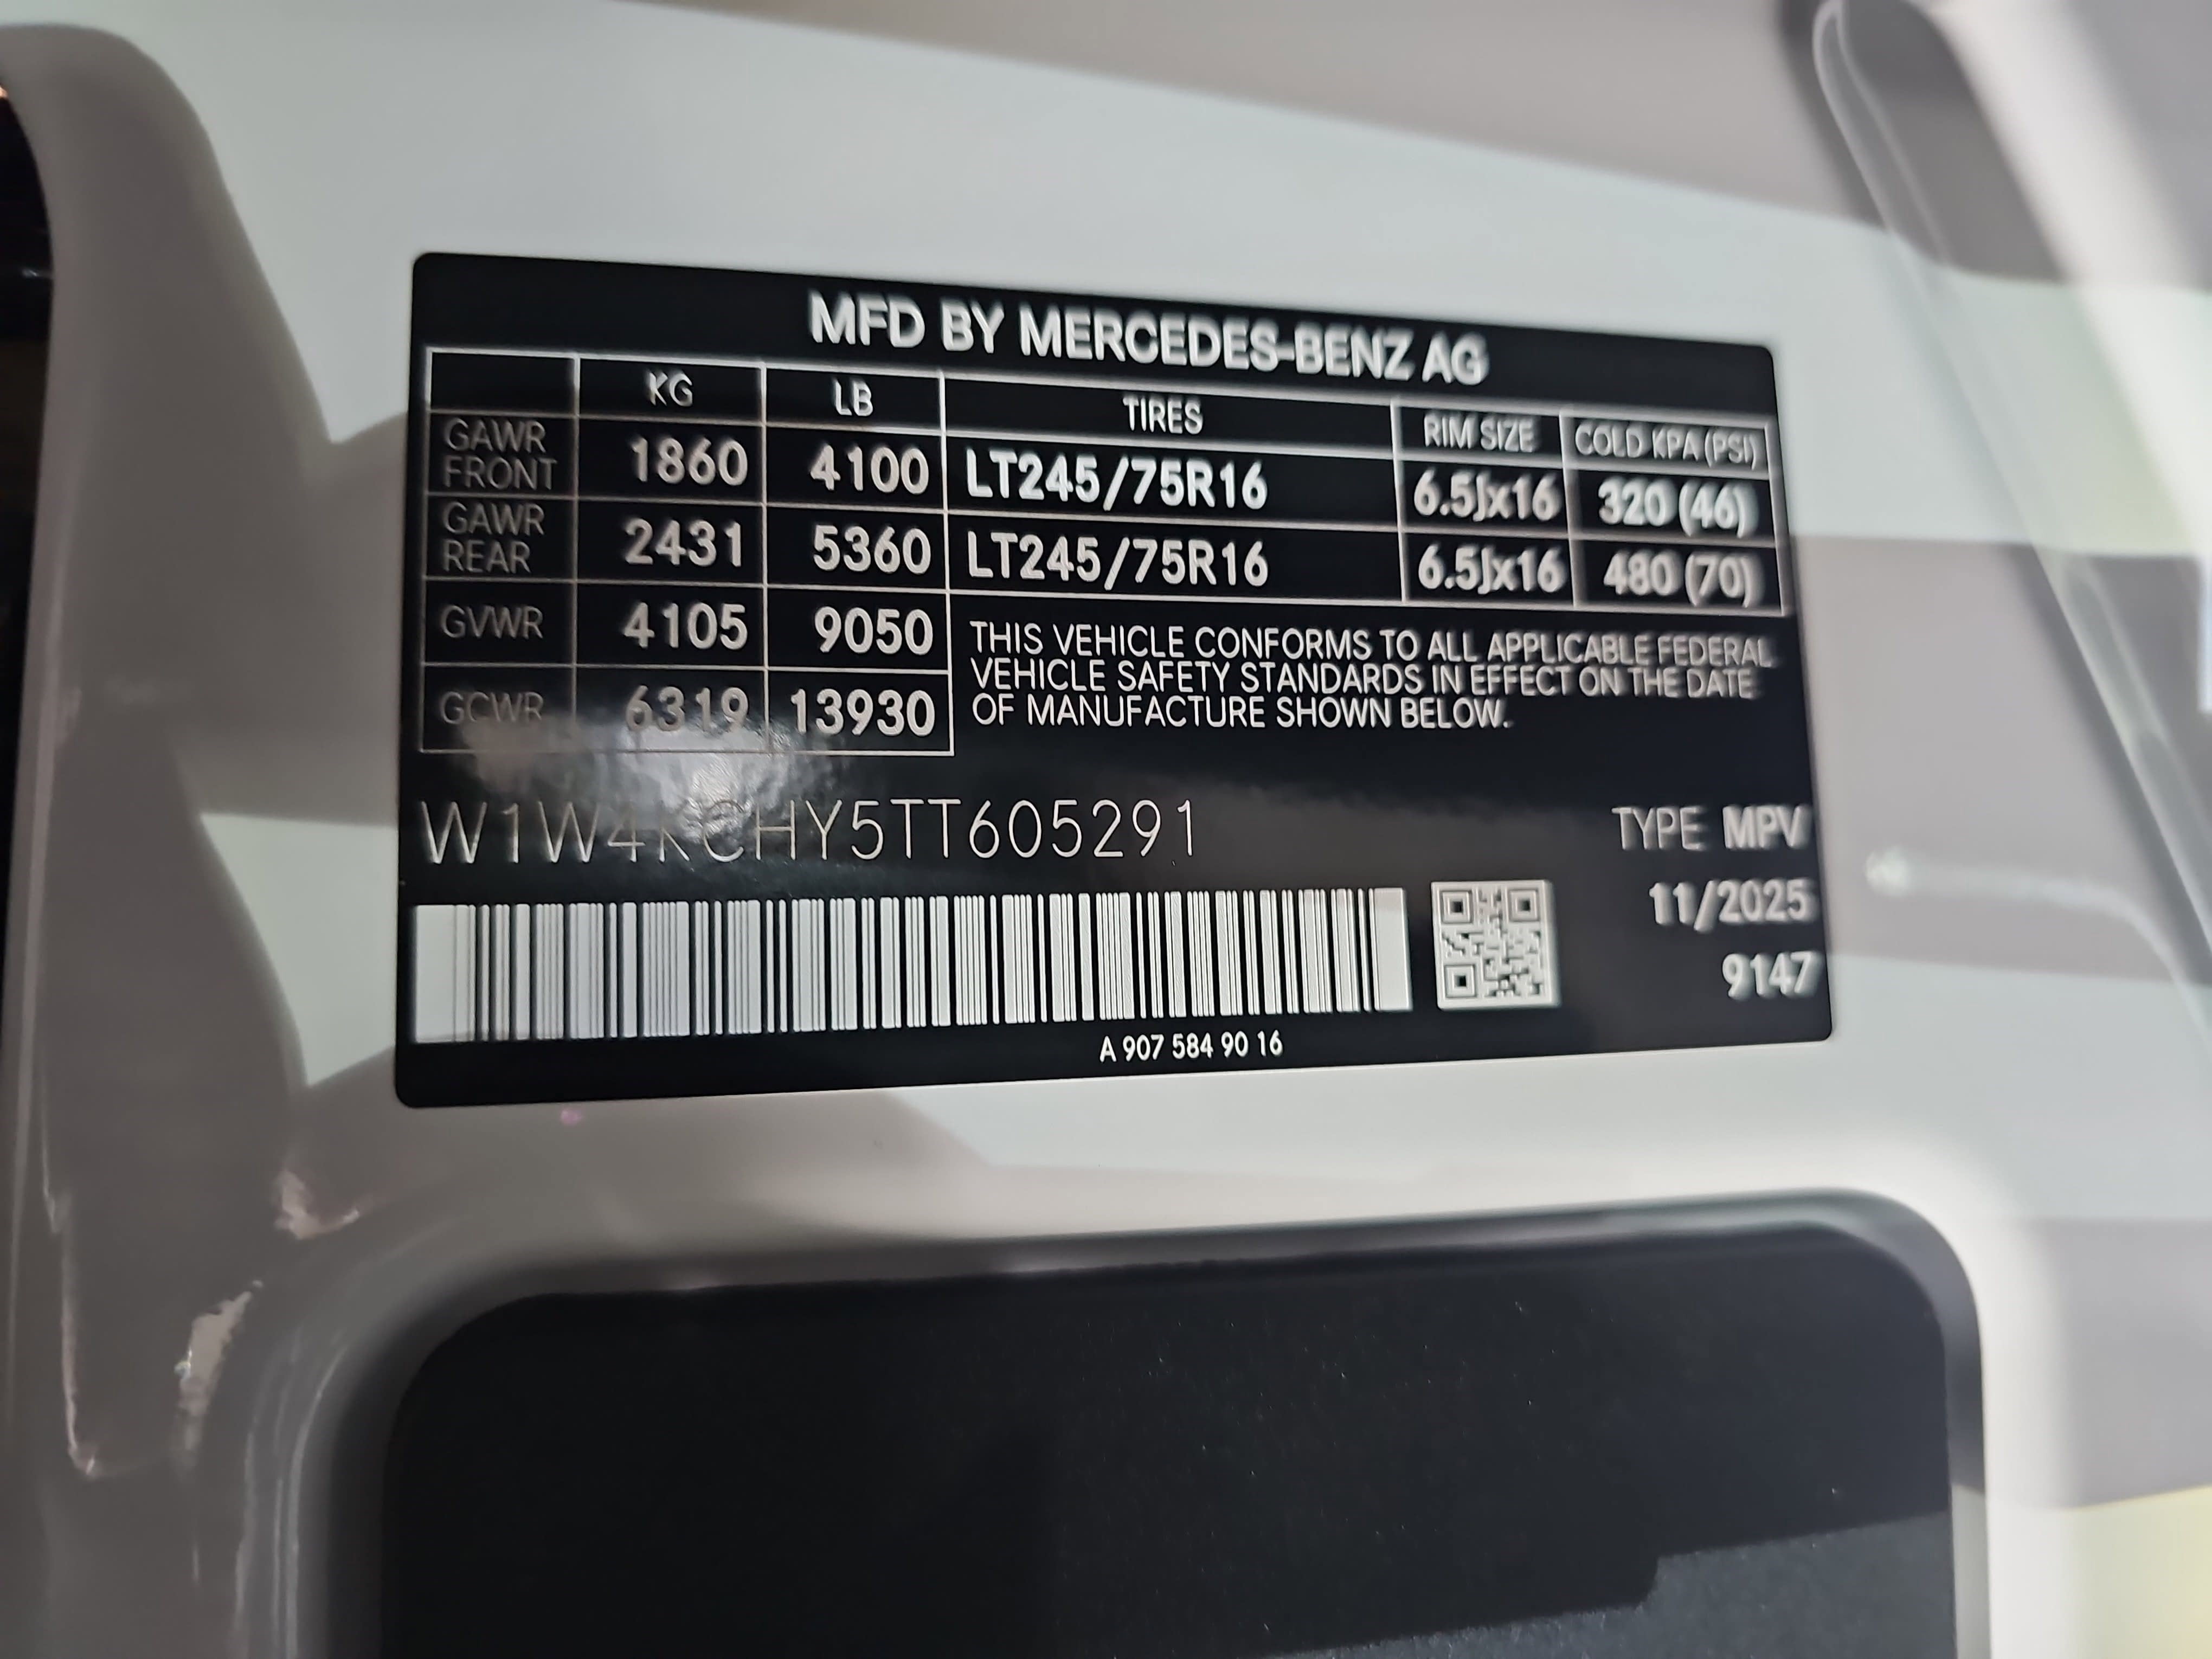 MFD BY MERCEDES-BENZ AG
KG LB TIRES RIM SIZE COLD KPA (PSI)
GAWR FRONT 1860 4100 LT245/75R16 6.5Jx16 320 (46)
GAWR REAR 2431 5360 LT245/75R16 6.5Jx16 480 (70)
GVWR 4105 9050
GCWR 6319 13930
THIS VEHICLE CONFORMS TO ALL APPLICABLE FEDERAL
VEHICLE SAFETY STANDARDS IN EFFECT ON THE DATE
OF MANUFACTURE SHOWN BELOW.
W1W4KCHY5TT605291
TYPE MPV
11/2025
9147
A 907 584 90 16